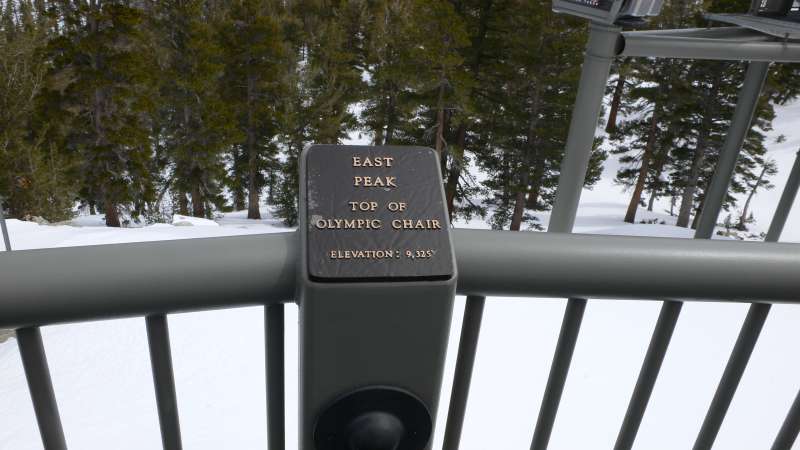 EAST
PEAK
TOP OF
OLYMPIC CHAIR
ELEVATION: 9,325'